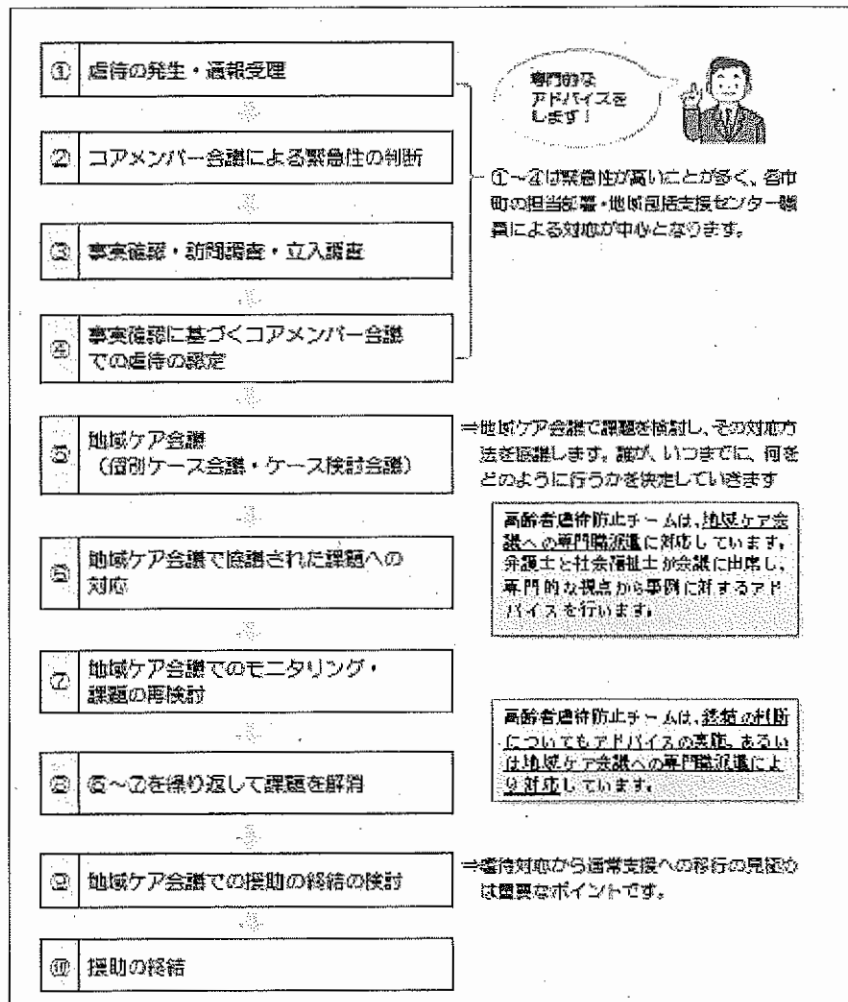 ① 虐待の発生・通報受理
専門的な
アドバイスを
します！
② コアメンバー会議による緊急性の判断
①～④は緊急性が高いことが多く、各市
町の担当部署・地域包括支援センター職
員による対応が中心となります。
③ 事実確認・訪問調査・立入調査
④ 事実確認に基づくコアメンバー会議
での虐待の認定
⑤ 地域ケア会議
（個別ケース会議・ケース検討会議）
⇒地域ケア会議で課題を検討し、その対応方
法を協議します。誰が、いつまでに、何を
どのように行うかを決定していきます
高齢者虐待防止チームは、地域ケア会
議への専門職派遣に対応しています。
弁護士と社会福祉士が会議に出席し、
専門的な視点から事例に対するアド
バイスを行います。
⑥ 地域ケア会議で協議された課題への
対応
⑦ 地域ケア会議でのモニタリング・
課題の再検討
高齢者虐待防止チームは、終結の判断
についてもアドバイスの実施、あるい
は地域ケア会議への専門職派遣によ
り対応しています。
⑧ ⑥～⑦を繰り返して課題を解消
⑨ 地域ケア会議での援助の終結の検討
⇒虐待対応から通常支援への移行の見極め
は重要なポイントです。
⑩ 援助の終結